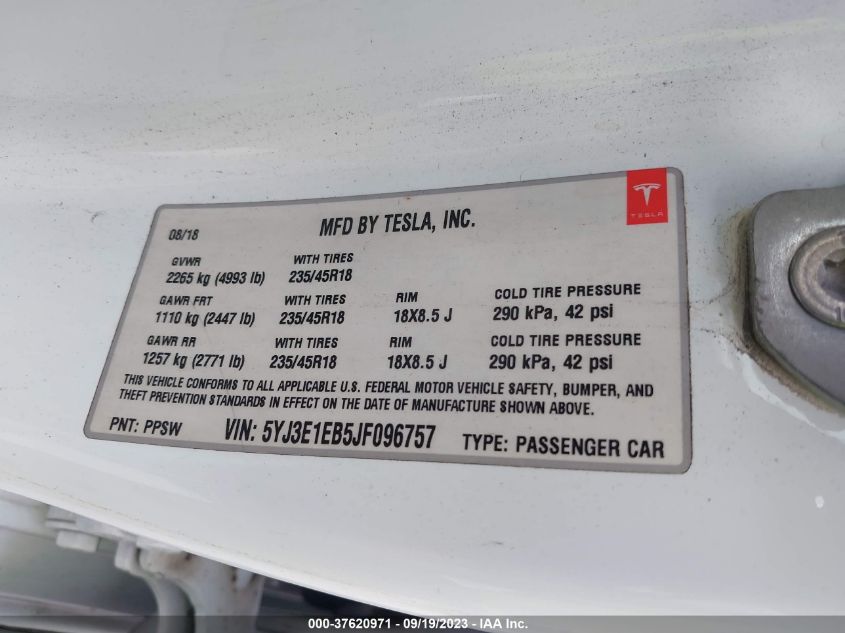 08/18
MFD BY TESLA, INC.
TESLA
GVWR WITH TIRES
2265 kg (4993 lb) 235/45R18
GAWR FRT WITH TIRES RIM COLD TIRE PRESSURE
1110 kg (2447 lb) 235/45R18 18X8.5 J 290 kPa, 42 psi
GAWR RR WITH TIRES RIM COLD TIRE PRESSURE
1257 kg (2771 lb) 235/45R18 18X8.5 J 290 kPa, 42 psi
THIS VEHICLE CONFORMS TO ALL APPLICABLE U.S. FEDERAL MOTOR VEHICLE SAFETY, BUMPER, AND
THEFT PREVENTION STANDARDS IN EFFECT ON THE DATE OF MANUFACTURE SHOWN ABOVE.
PNT: PPSW VIN: 5YJ3E1EB5JF096757 TYPE: PASSENGER CAR
000-37620971 - 09/19/2023 - IAA Inc.